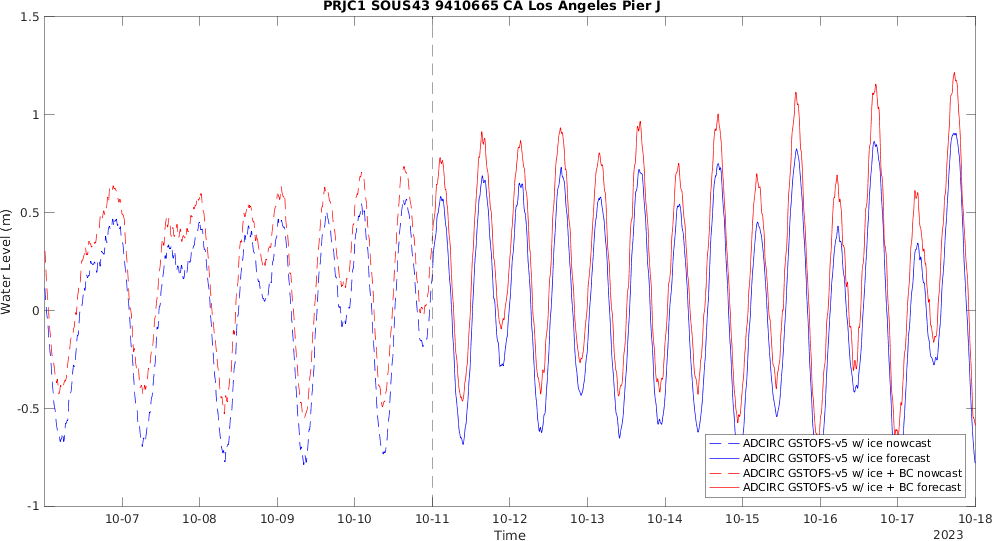 PRJC1 SOUS43 9410665 CA Los Angeles Pier J
1.5
1
0.5
0
-0.5
-1
Water Level (m)
ADCIRC GSTOFS-v5 w/ ice nowcast
ADCIRC GSTOFS-v5 w/ ice forecast
ADCIRC GSTOFS-v5 w/ ice + BC nowcast
ADCIRC GSTOFS-v5 w/ ice + BC forecast
10-07 10-08 10-09 10-10 10-11 10-12 10-13 10-14 10-15 10-16 10-17 10-18
Time
2023